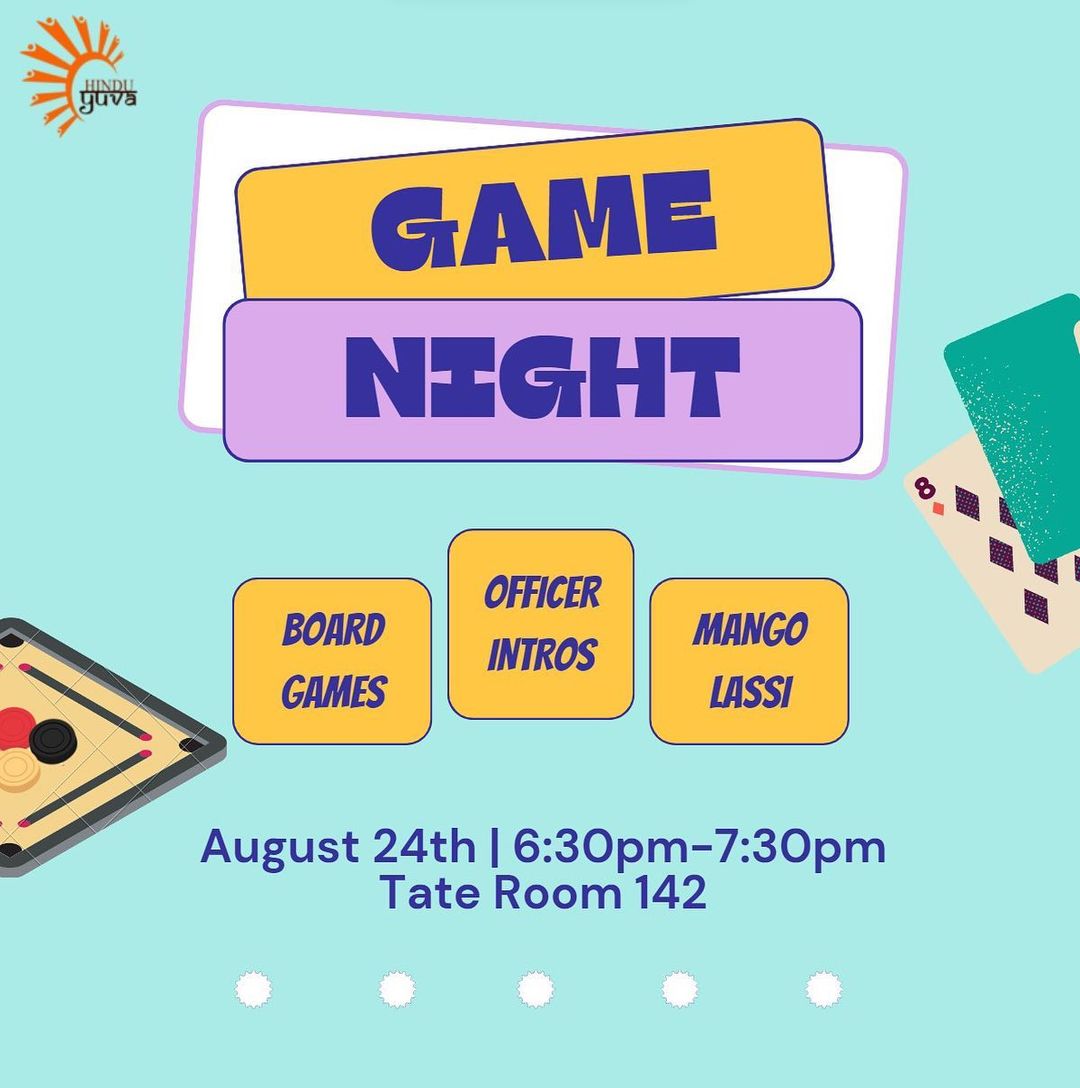 HINDU
yuva
GAME
NIGHT
8
OFFICER
INTROS
BOARD
GAMES
MANGO
LASSI
August 24th | 6:30pm-7:30pm
Tate Room 142